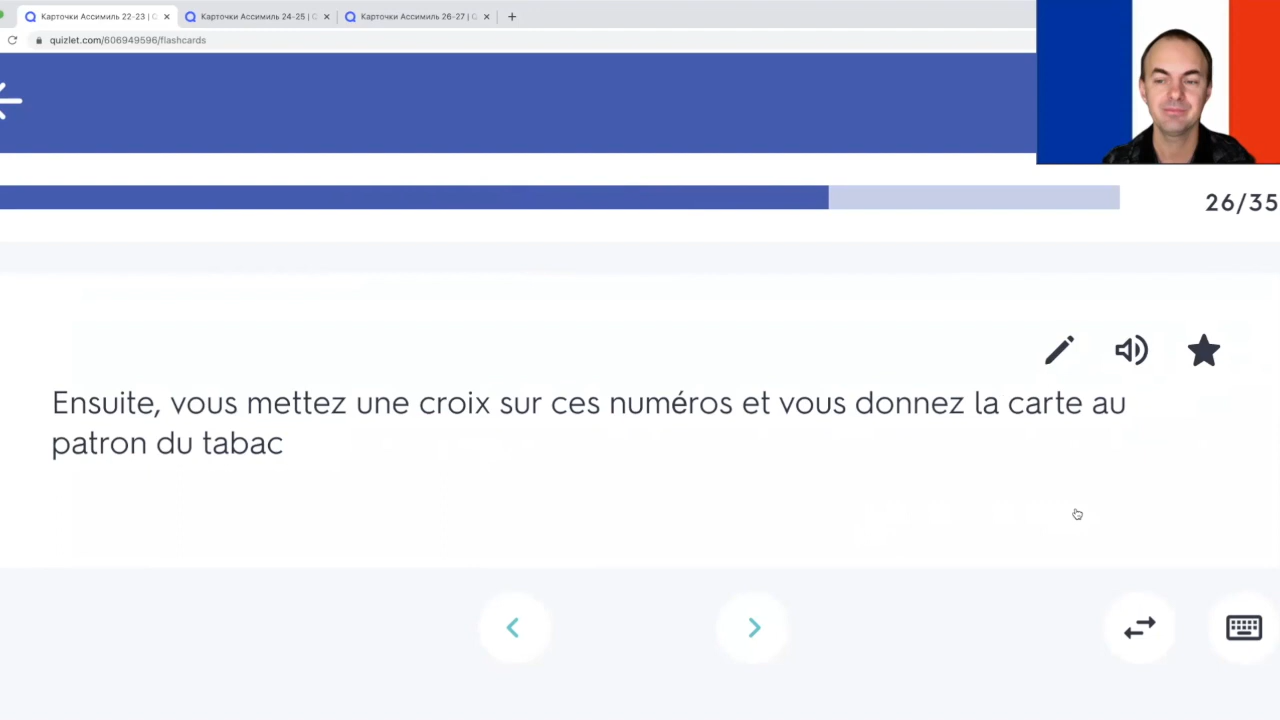 Карточки Ассимиль 22-23 | Q
Карточки Ассимиль 24-25 | Q
Карточки Ассимиль 26-27 | Q
quizlet.com/606949596/flashcards
26/35
Ensuite, vous mettez une croix sur ces numéros et vous donnez la carte au
patron du tabac